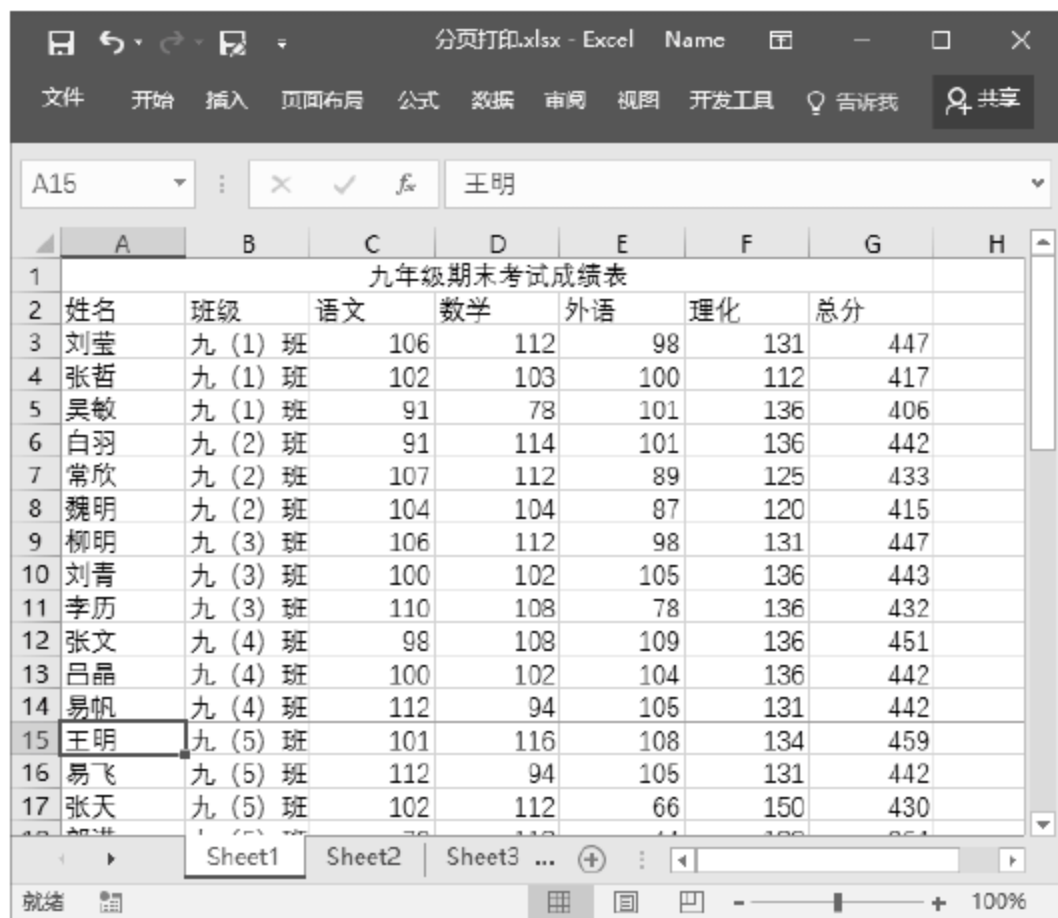 分页打印.xlsx - Excel Name
文件 开始 插入 页面布局 公式 数据 审阅 视图 开发工具 告诉我 共享
A15 fx 王明
A B C D E F G H
1 九年级期末考试成绩表
2 姓名 班级 语文 数学 外语 理化 总分
3 刘莹 九 (1) 班 106 112 98 131 447
4 张哲 九 (1) 班 102 103 100 112 417
5 吴敏 九 (1) 班 91 78 101 136 406
6 白羽 九 (2) 班 91 114 101 136 442
7 常欣 九 (2) 班 107 112 89 125 433
8 魏明 九 (2) 班 104 104 87 120 415
9 柳明 九 (3) 班 106 112 98 131 447
10 刘青 九 (3) 班 100 102 105 136 443
11 李历 九 (3) 班 110 108 78 136 432
12 张文 九 (4) 班 98 108 109 136 451
13 吕晶 九 (4) 班 100 102 104 136 442
14 易帆 九 (4) 班 112 94 105 131 442
15 王明 九 (5) 班 101 116 108 134 459
16 易飞 九 (5) 班 112 94 105 131 442
17 张天 九 (5) 班 102 112 66 150 430
Sheet1 Sheet2 Sheet3 ...
就绪 100%